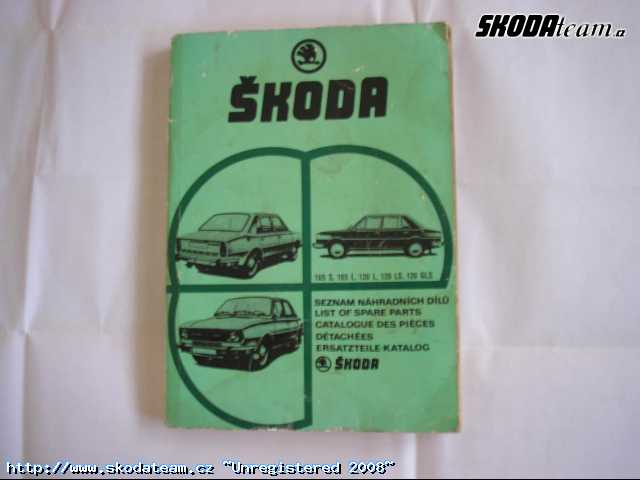 ŠKODAteam.cz
ŠKODA
105 S, 105 L, 120 L, 120 LS, 120 GLS
SEZNAM NÁHRADNÍCH DÍLŮ
LIST OF SPARE PARTS
CATALOGUE DES PIÈCES
DÉTACHÉES
ERSATZTEILE-KATALOG
ŠKODA
http://www.skodateam.cz ~Unregistered 2008~